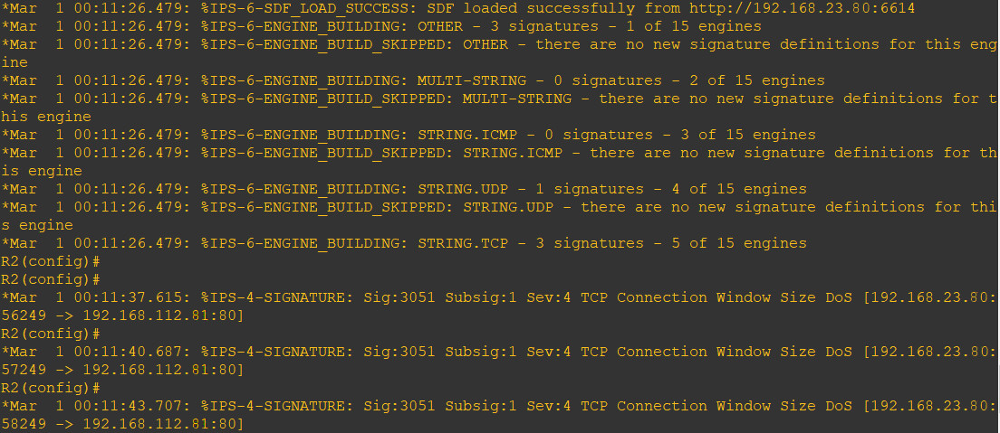 *Mar  1 00:11:26.479: %IPS-6-SDF_LOAD_SUCCESS: SDF loaded successfully from http://192.168.23.80:6614
*Mar  1 00:11:26.479: %IPS-6-ENGINE_BUILDING: OTHER - 3 signatures - 1 of 15 engines
*Mar  1 00:11:26.479: %IPS-6-ENGINE_BUILD_SKIPPED: OTHER - there are no new signature definitions for this eng
ine
*Mar  1 00:11:26.479: %IPS-6-ENGINE_BUILDING: MULTI-STRING - 0 signatures - 2 of 15 engines
*Mar  1 00:11:26.479: %IPS-6-ENGINE_BUILD_SKIPPED: MULTI-STRING - there are no new signature definitions for t
his engine
*Mar  1 00:11:26.479: %IPS-6-ENGINE_BUILDING: STRING.ICMP - 0 signatures - 3 of 15 engines
*Mar  1 00:11:26.479: %IPS-6-ENGINE_BUILD_SKIPPED: STRING.ICMP - there are no new signature definitions for th
is engine
*Mar  1 00:11:26.479: %IPS-6-ENGINE_BUILDING: STRING.UDP - 1 signatures - 4 of 15 engines
*Mar  1 00:11:26.479: %IPS-6-ENGINE_BUILD_SKIPPED: STRING.UDP - there are no new signature definitions for thi
s engine
*Mar  1 00:11:26.479: %IPS-6-ENGINE_BUILDING: STRING.TCP - 3 signatures - 5 of 15 engines
R2(config)#
R2(config)#
*Mar  1 00:11:37.615: %IPS-4-SIGNATURE: Sig:3051 Subsig:1 Sev:4 TCP Connection Window Size DoS [192.168.23.80:
56249 -> 192.168.112.81:80]
R2(config)#
*Mar  1 00:11:40.687: %IPS-4-SIGNATURE: Sig:3051 Subsig:1 Sev:4 TCP Connection Window Size DoS [192.168.23.80:
57249 -> 192.168.112.81:80]
R2(config)#
*Mar  1 00:11:43.707: %IPS-4-SIGNATURE: Sig:3051 Subsig:1 Sev:4 TCP Connection Window Size DoS [192.168.23.80:
58249 -> 192.168.112.81:80]